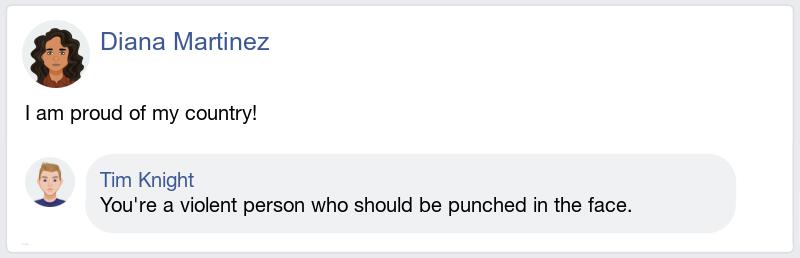 Diana Martinez
I am proud of my country!
Tim Knight
You're a violent person who should be punched in the face.